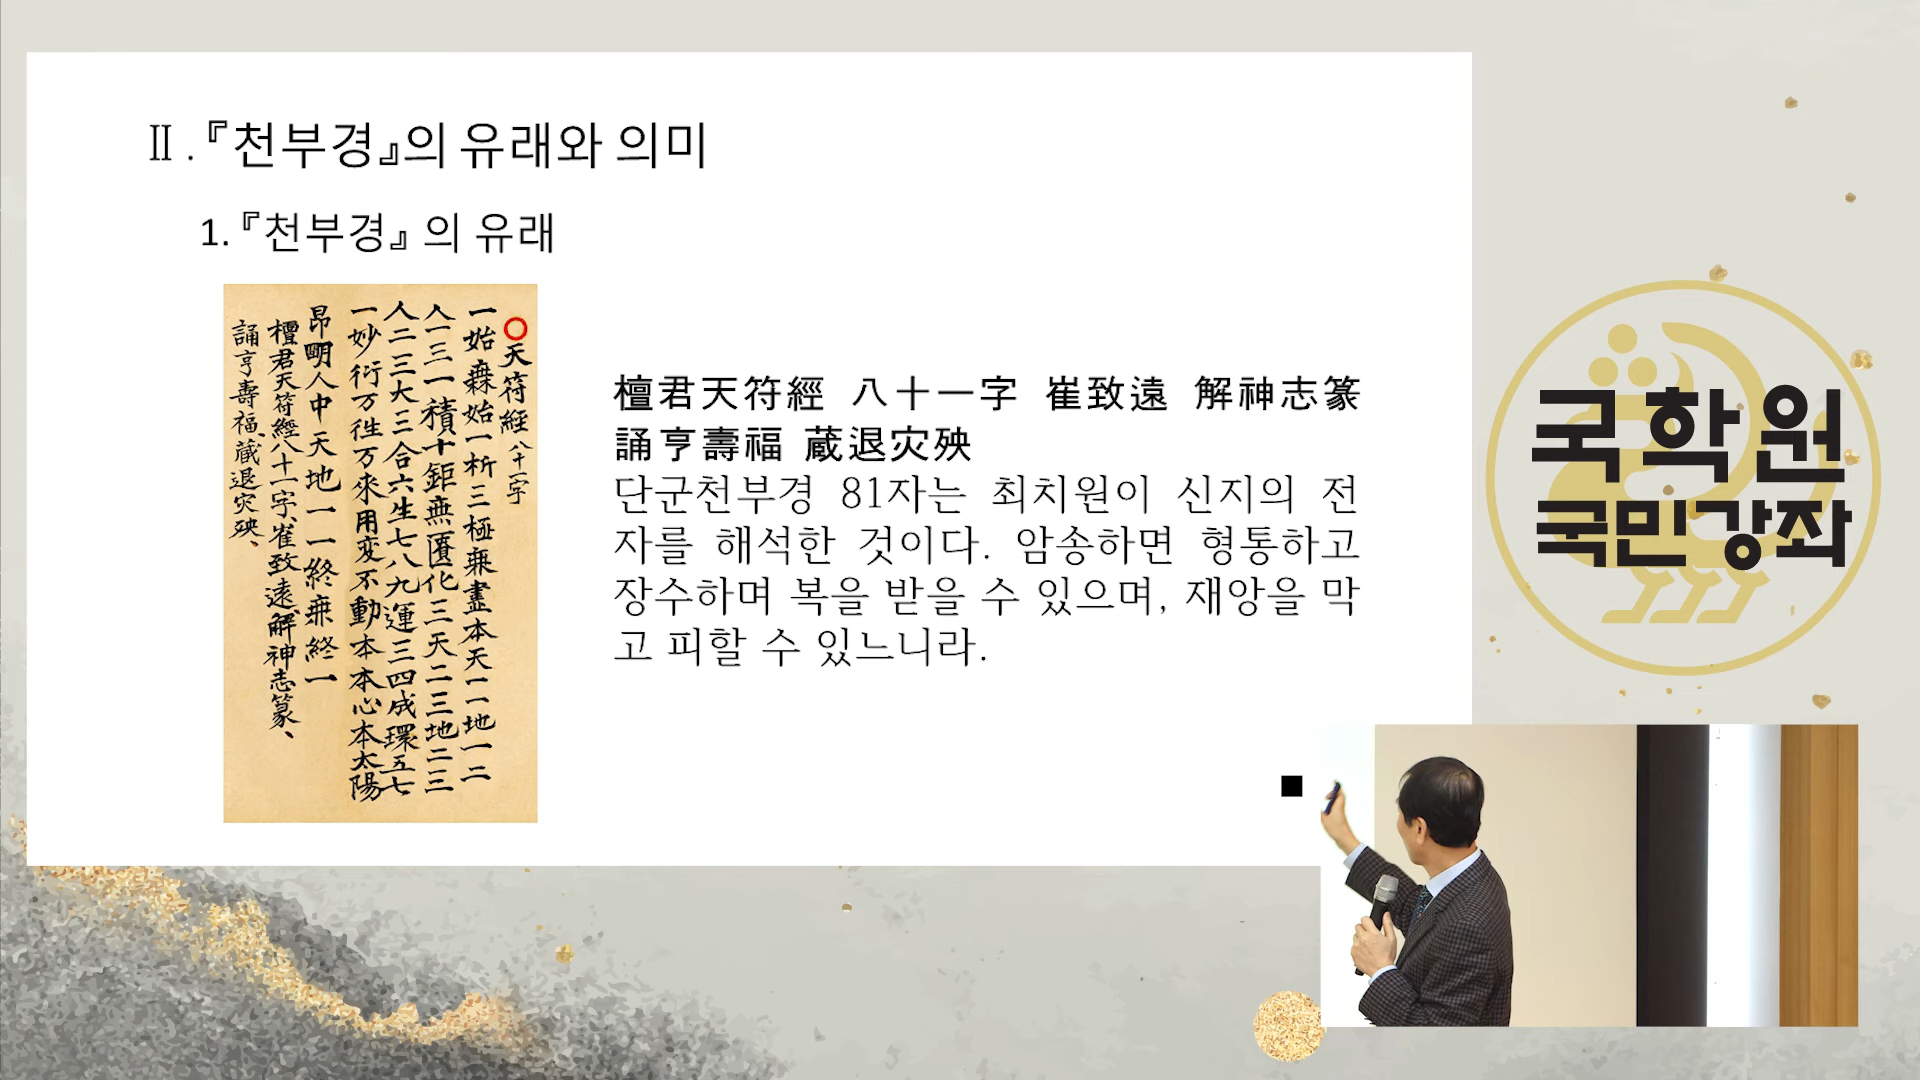 Ⅱ.『천부경』의 유래와 의미
1.『천부경』의 유래
○天符經 八十一字
一始無始一析三極無盡本天一一地一二
人一三一積十鉅無匱化三天二三地二三
人二三大三合六生七八九運三四成環五七
一妙衍万往万來用変不動本本心本太陽
昂明人中天地一一終無終一
檀君天符經八十一字、崔致遠、解神志篆、
誦亨壽福、蔵退灾殃、
檀君天符經 八十一字 崔致遠 解神志篆
誦亨壽福 蔵退灾殃
단군천부경 81자는 최치원이 신지의 전
자를 해석한 것이다. 암송하면 형통하고
장수하며 복을 받을 수 있으며, 재앙을 막
고 피할 수 있느니라.
국학원
국민강좌